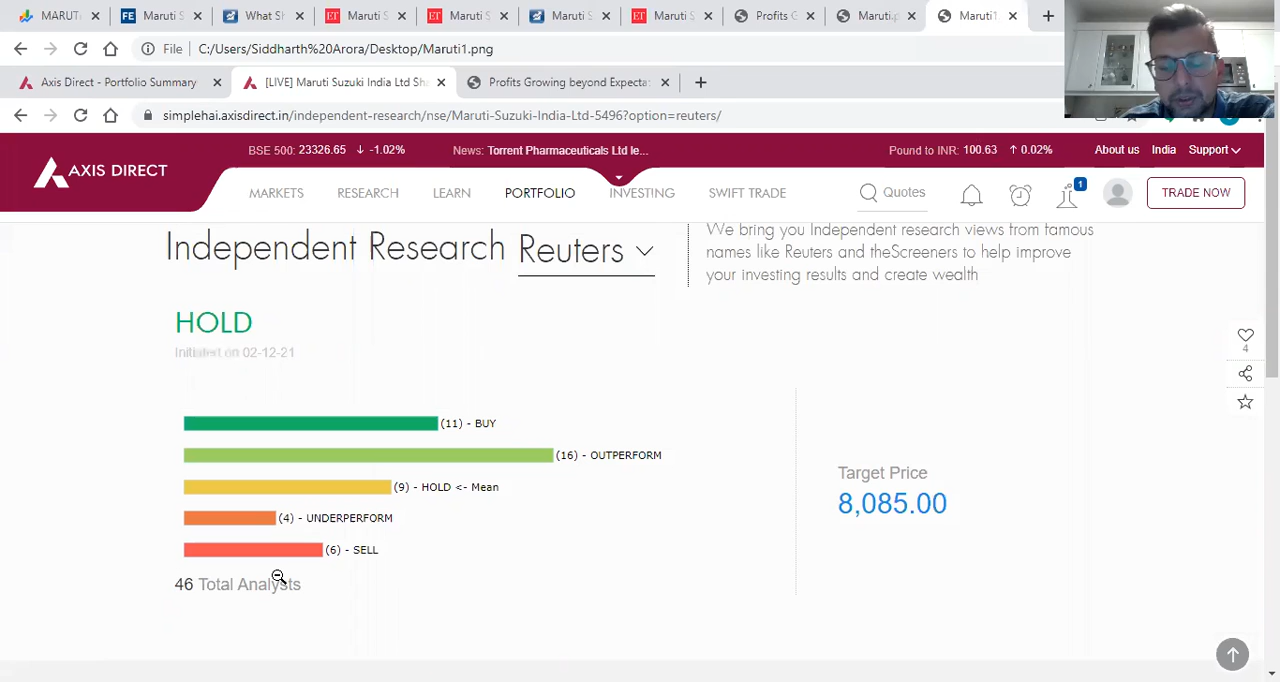 MARUT
Maruti S
What Sh
Maruti S
Maruti S
Maruti S
Maruti S
Profits G
Maruti.p
Maruti1
File
C:/Users/Siddharth%20Arora/Desktop/Maruti1.png
Axis Direct - Portfolio Summary
[LIVE] Maruti Suzuki India Ltd Sha
Profits Growing beyond Expecta
simplehai.axisdirect.in/independent-research/nse/Maruti-Suzuki-India-Ltd-5496?option=reuters/
BSE 500: 23326.65 ↓ -1.02%
News: Torrent Pharmaceuticals Ltd le...
Pound to INR: 100.63 ↑ 0.02%
About us
India
Support
AXIS DIRECT
MARKETS
RESEARCH
LEARN
PORTFOLIO
INVESTING
SWIFT TRADE
Quotes
1
TRADE NOW
Independent Research Reuters
We bring you Independent research views from famous
names like Reuters and theScreeners to help improve
your investing results and create wealth
HOLD
Initiated on 02-12-21
4
(11) - BUY
(16) - OUTPERFORM
(9) - HOLD <- Mean
(4) - UNDERPERFORM
(6) - SELL
46 Total Analysts
Target Price
8,085.00